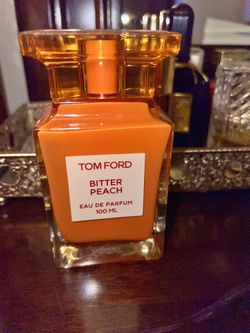 TOM FORD
BITTER
PEACH
EAU DE PARFUM
100 ML